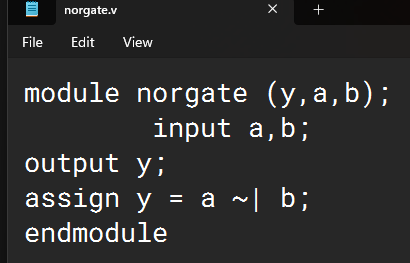 norgate.v
File Edit View
module norgate (y,a,b);
input a,b;
output y;
assign y = a ~| b;
endmodule